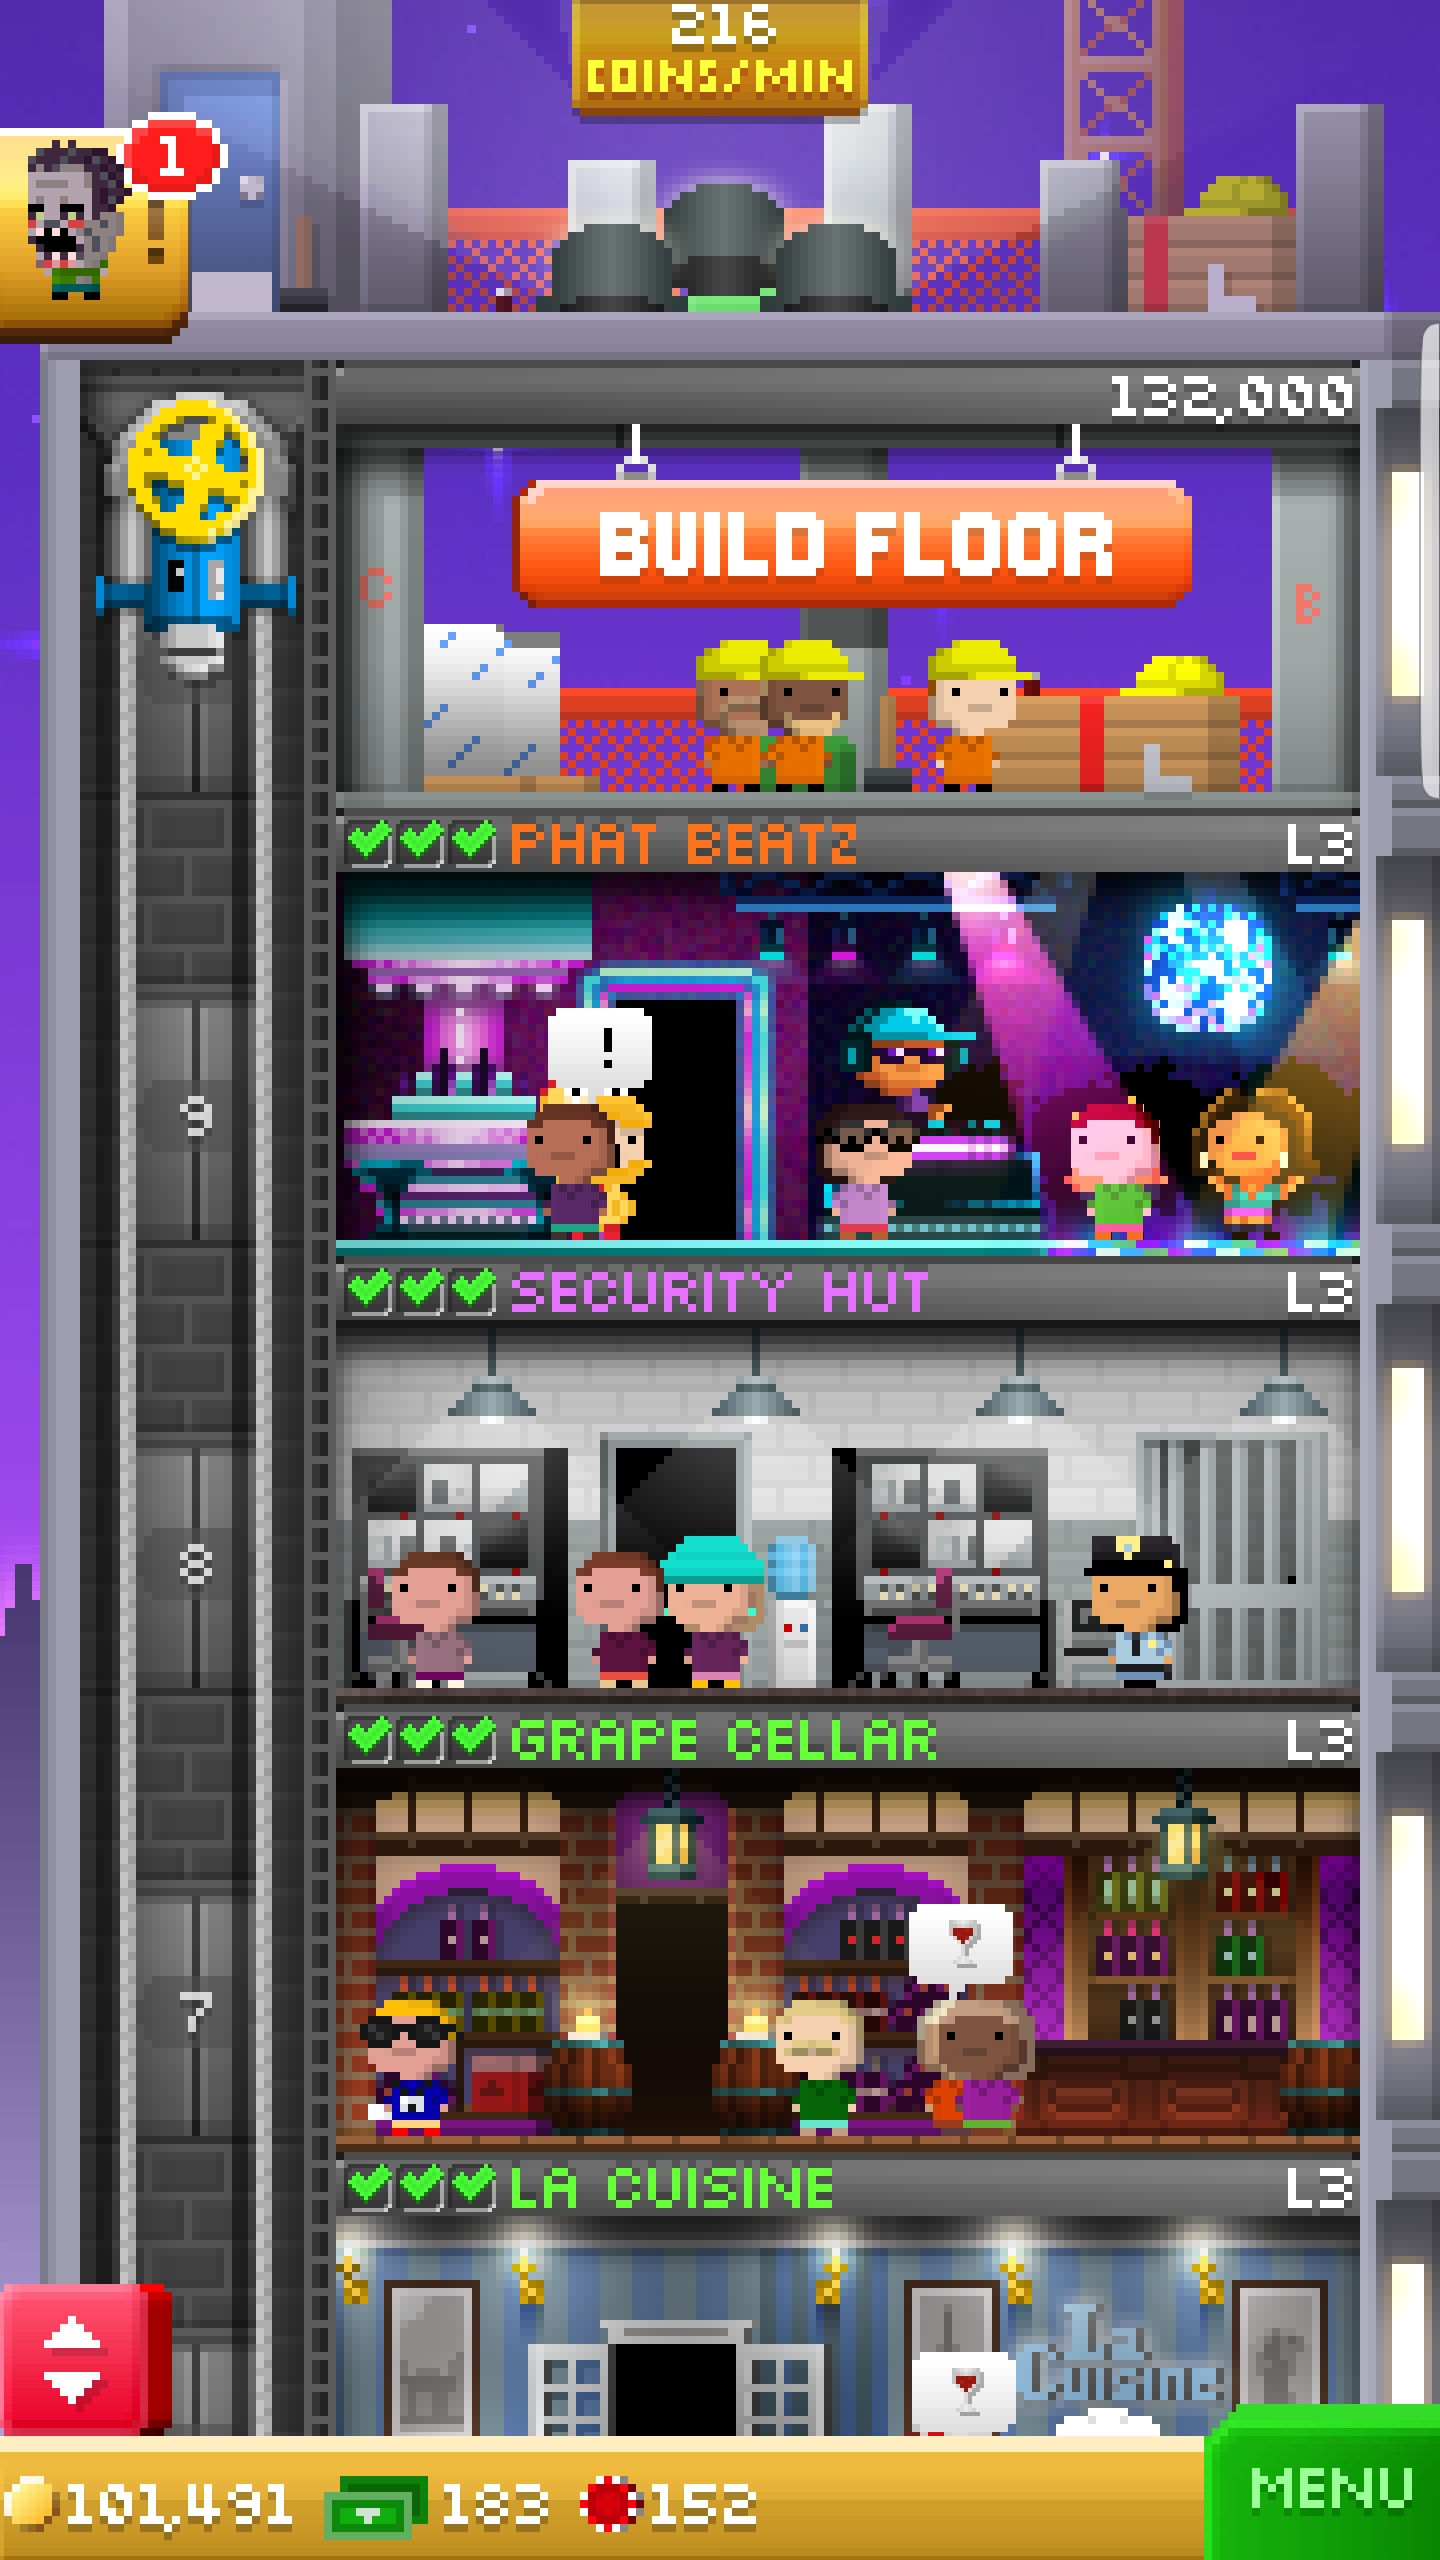 216
COINS/MIN
1
!
132,000
BUILD FLOOR
C
B
PHAT BEATZ
L3
!
9
SECURITY HUT
L3
8
GRAPE CELLAR
L3
7
LA CUISINE
L3
La
Cuisine
101,491
183
152
MENU